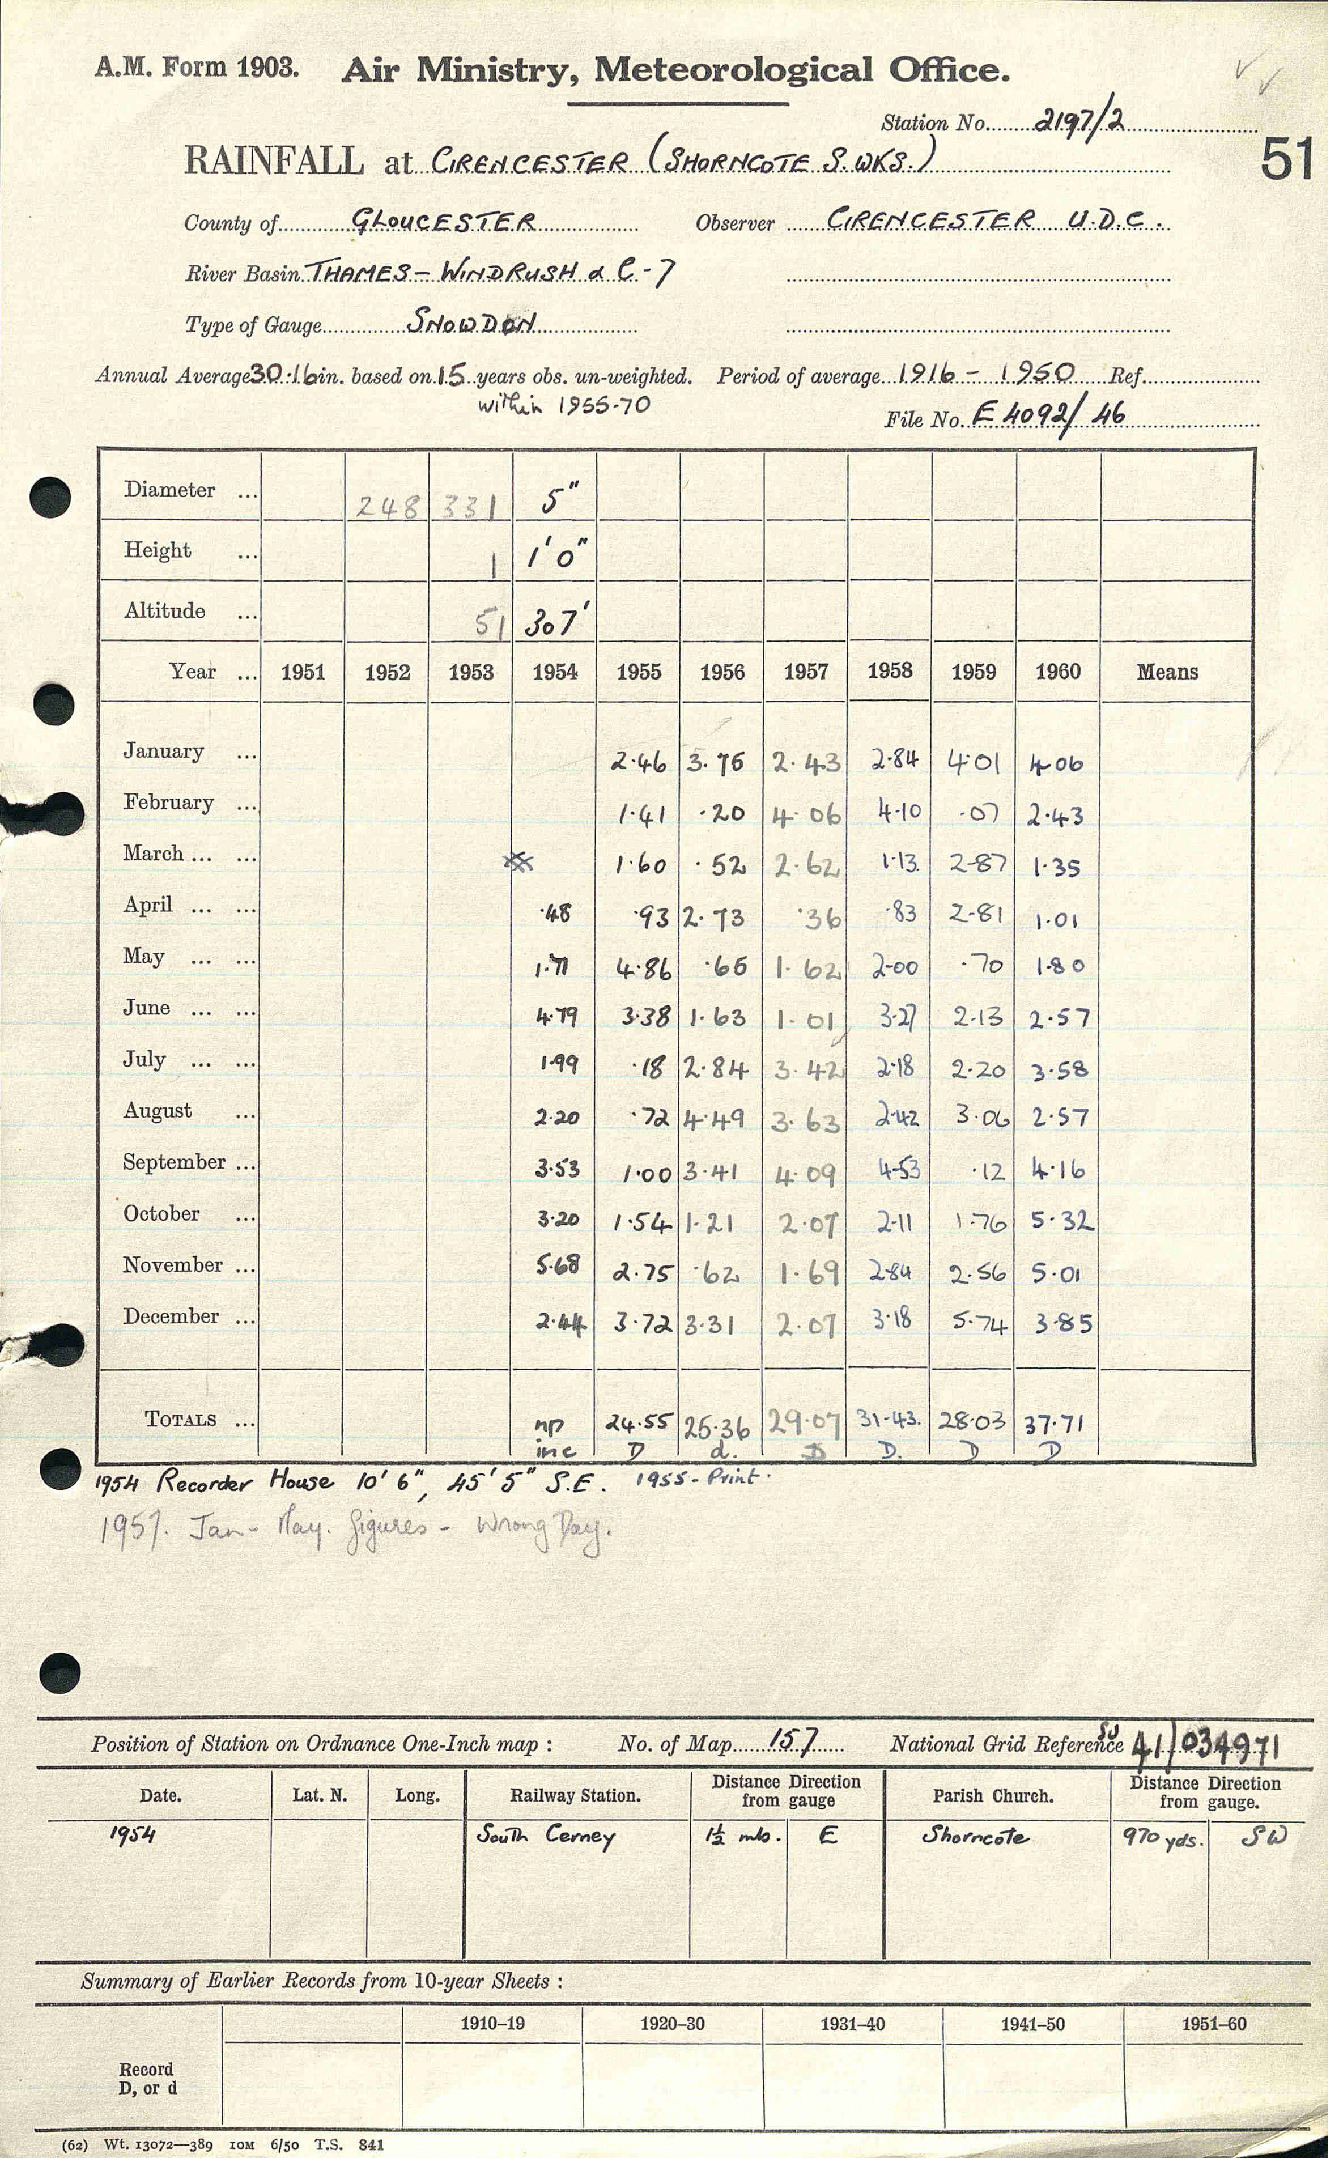 A.M. Form 1903. Air Ministry, Meteorological Office.
Station No. 2197/2
RAINFALL at CIRENCESTER (SHORNCOTE S. WKS.)
51
County of GLOUCESTER Observer CIRENCESTER U.D.C.
River Basin THAMES – WINDRUSH & C - 7
Type of Gauge SNOWDON
Annual Average 30·16 in. based on 15 years obs. un-weighted. Period of average 1916 - 1950 Ref.
within 1955-70
File No. E 4092/46
Diameter ... 248 331 5"
Height ... 1 1'0"
Altitude ... 51 307'
Year ... 1951 1952 1953 1954 1955 1956 1957 1958 1959 1960 Means
January ... 2·46 3·75 2·43 2·84 4·01 4·06
February ... 1·41 ·20 4·06 4·10 ·07 2·43
March ... ... 1·60 ·52 2·62 1·13 2·87 1·35
April ... ... ·48 ·93 2·73 ·36 ·83 2·81 1·01
May ... ... 1·71 4·86 ·65 1·62 2·00 ·70 1·80
June ... ... 4·79 3·38 1·63 1·01 3·27 2·13 2·57
July ... ... 1·99 ·18 2·84 3·42 2·18 2·20 3·58
August ... 2·20 ·72 4·49 3·63 2·42 3·06 2·57
September ... 3·53 1·00 3·41 4·09 4·53 ·12 4·16
October ... 3·20 1·54 1·21 2·07 2·11 1·76 5·32
November ... 5·68 2·75 ·62 1·69 2·84 2·56 5·01
December ... 2·44 3·72 3·31 2·07 3·18 5·74 3·85
TOTALS ... np 24·55 25·36 29·07 31·43 28·03 37·71
inc D d. D D. D D
1954 Recorder House 10'6", 45'5" S.E. 1955 - Print.
1957. Jan - May. figures - Wrong Day.
Position of Station on Ordnance One-Inch map : No. of Map 157 National Grid Reference SU 41/034971
Date. Lat. N. Long. Railway Station. Distance Direction from gauge Parish Church. Distance Direction from gauge.
1954 South Cerney 1½ mls. E Shorncote 970 yds. SW
Summary of Earlier Records from 10-year Sheets :
1910–19 1920–30 1931–40 1941–50 1951–60
Record
D, or d
(62) Wt. 13072—389 10M 6/50 T.S. 841